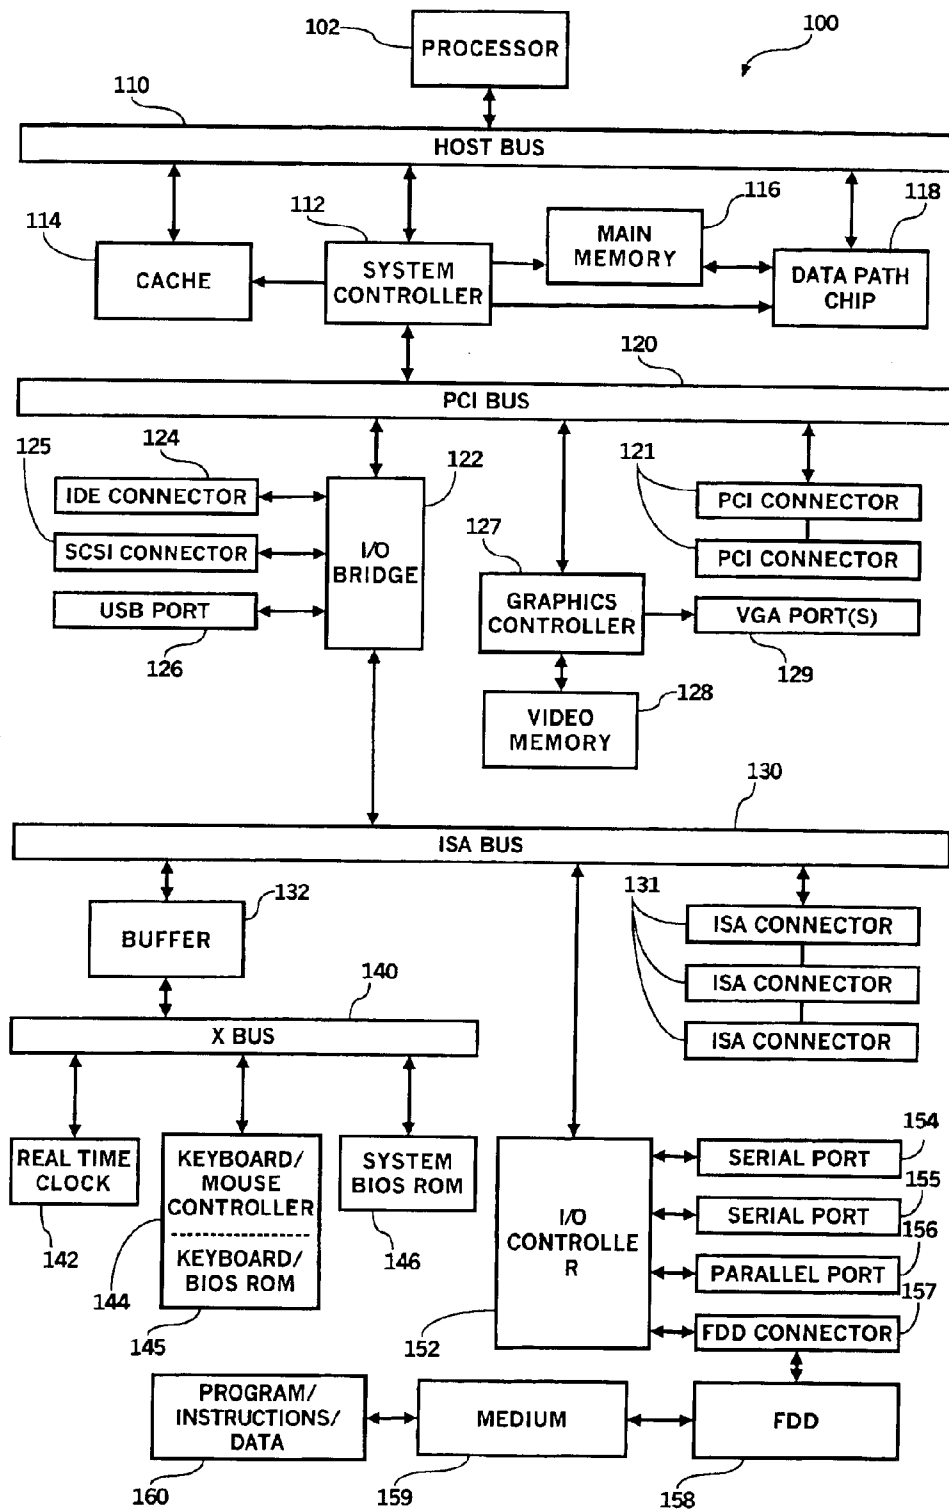 102
PROCESSOR
100
110
HOST BUS
114
112
116
118
CACHE
SYSTEM
CONTROLLER
MAIN
MEMORY
DATA PATH
CHIP
120
PCI BUS
125
124
122
121
IDE CONNECTOR
SCSI CONNECTOR
USB PORT
126
I/O
BRIDGE
127
GRAPHICS
CONTROLLER
PCI CONNECTOR
PCI CONNECTOR
VGA PORT(S)
129
128
VIDEO
MEMORY
130
ISA BUS
132
BUFFER
131
ISA CONNECTOR
ISA CONNECTOR
ISA CONNECTOR
140
X BUS
REAL TIME
CLOCK
142
KEYBOARD/
MOUSE
CONTROLLER
KEYBOARD/
BIOS ROM
144
145
SYSTEM
BIOS ROM
146
I/O
CONTROLLE
R
152
154
SERIAL PORT
155
SERIAL PORT
156
PARALLEL PORT
157
FDD CONNECTOR
PROGRAM/
INSTRUCTIONS/
DATA
160
MEDIUM
159
FDD
158